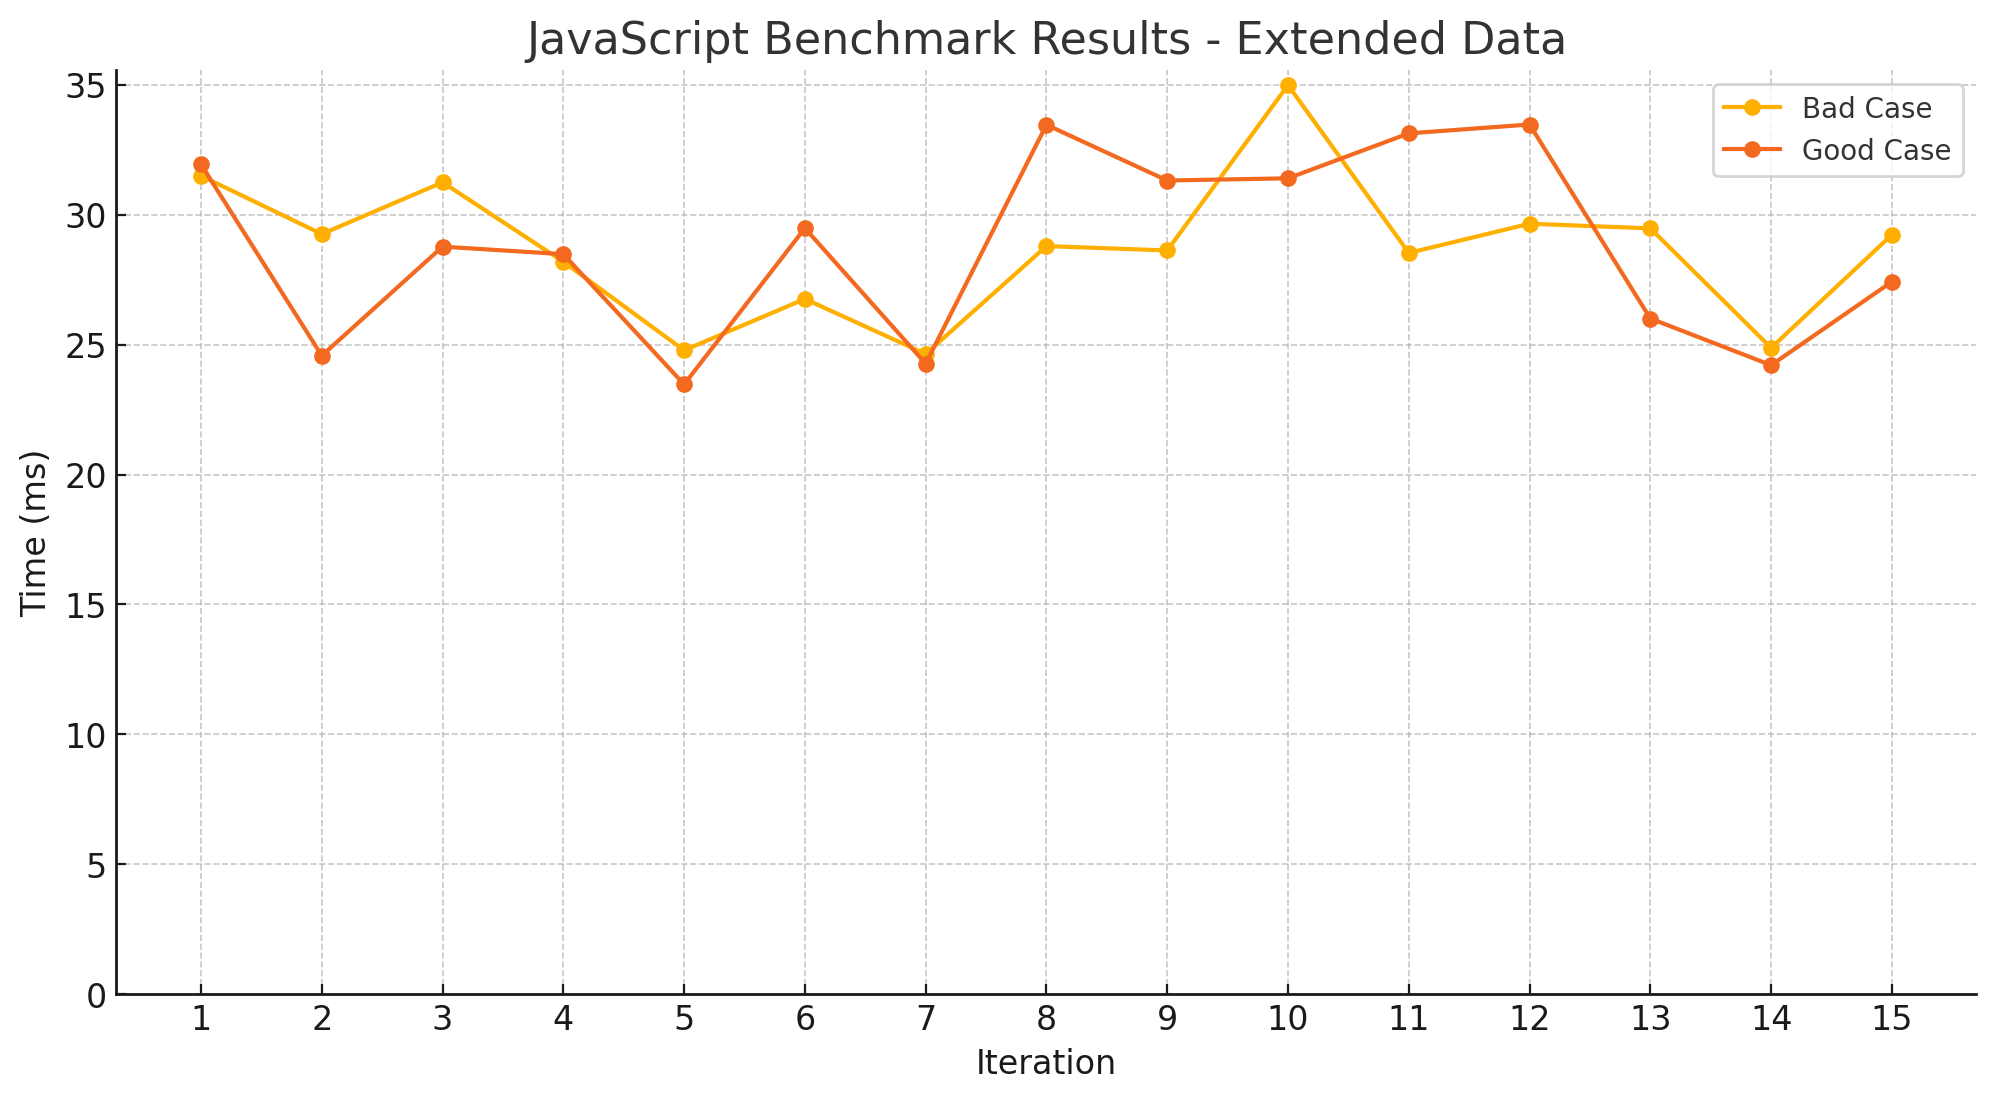 JavaScript Benchmark Results - Extended Data
Bad Case
Good Case
Time (ms)
35
30
25
20
15
10
5
0
1 2 3 4 5 6 7 8 9 10 11 12 13 14 15
Iteration